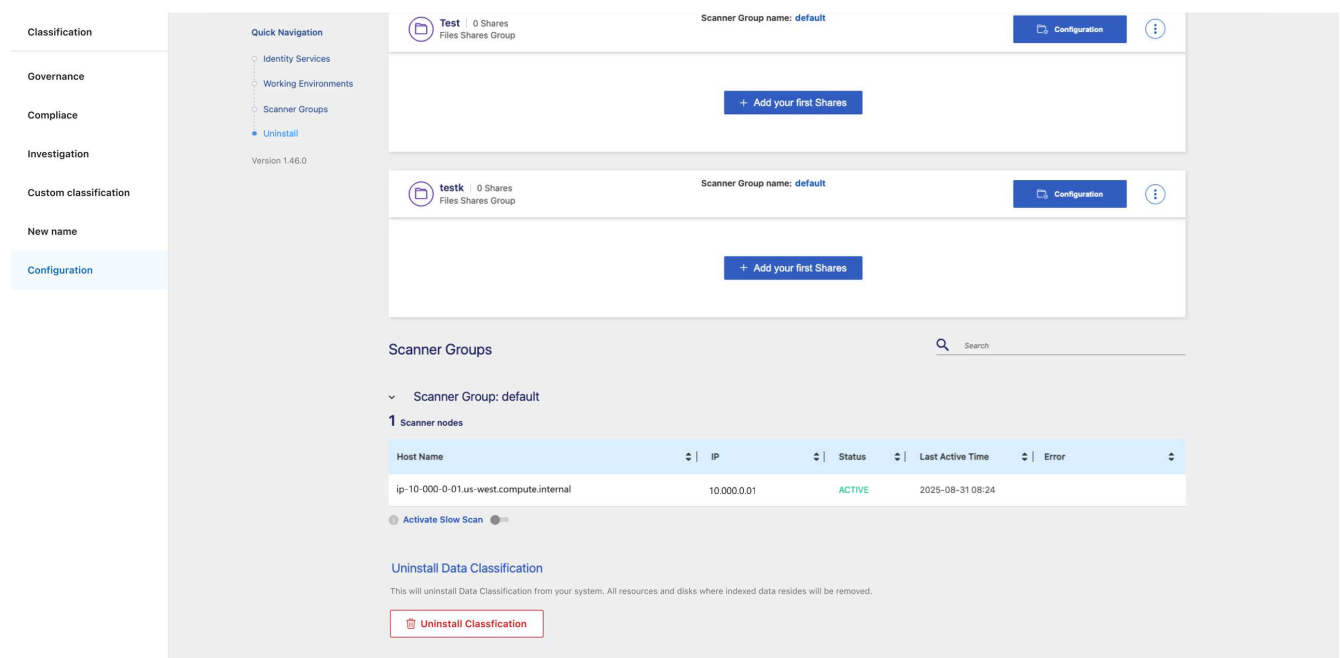 Classification
Governance
Compliace
Investigation
Custom classification
New name
Configuration
Quick Navigation
Identity Services
Working Environments
Scanner Groups
Uninstall
Version 1.46.0
Test | 0 Shares
Files Shares Group
Scanner Group name: default
Configuration
+ Add your first Shares
testk | 0 Shares
Files Shares Group
Scanner Group name: default
Configuration
+ Add your first Shares
Scanner Groups
Search
Scanner Group: default
1 Scanner nodes
Host Name | IP | Status | Last Active Time | Error
ip-10-000-0-01.us-west.compute.internal 10.000.0.01 ACTIVE 2025-08-31 08:24
Activate Slow Scan
Uninstall Data Classification
This will uninstall Data Classification from your system. All resources and disks where indexed data resides will be removed.
Uninstall Classfication